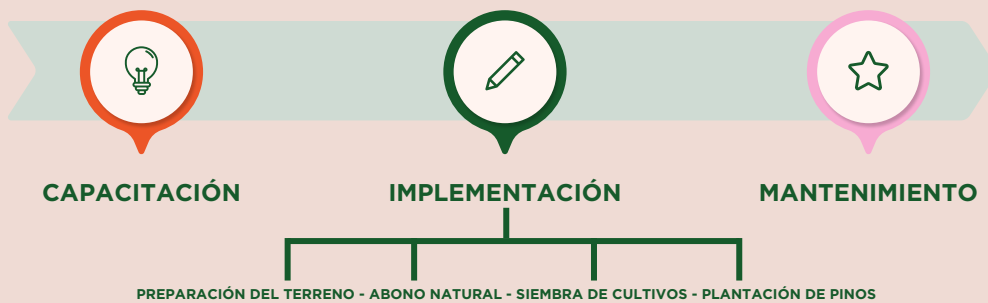 CAPACITACIÓN
IMPLEMENTACIÓN
MANTENIMIENTO
PREPARACIÓN DEL TERRENO - ABONO NATURAL - SIEMBRA DE CULTIVOS - PLANTACIÓN DE PINOS